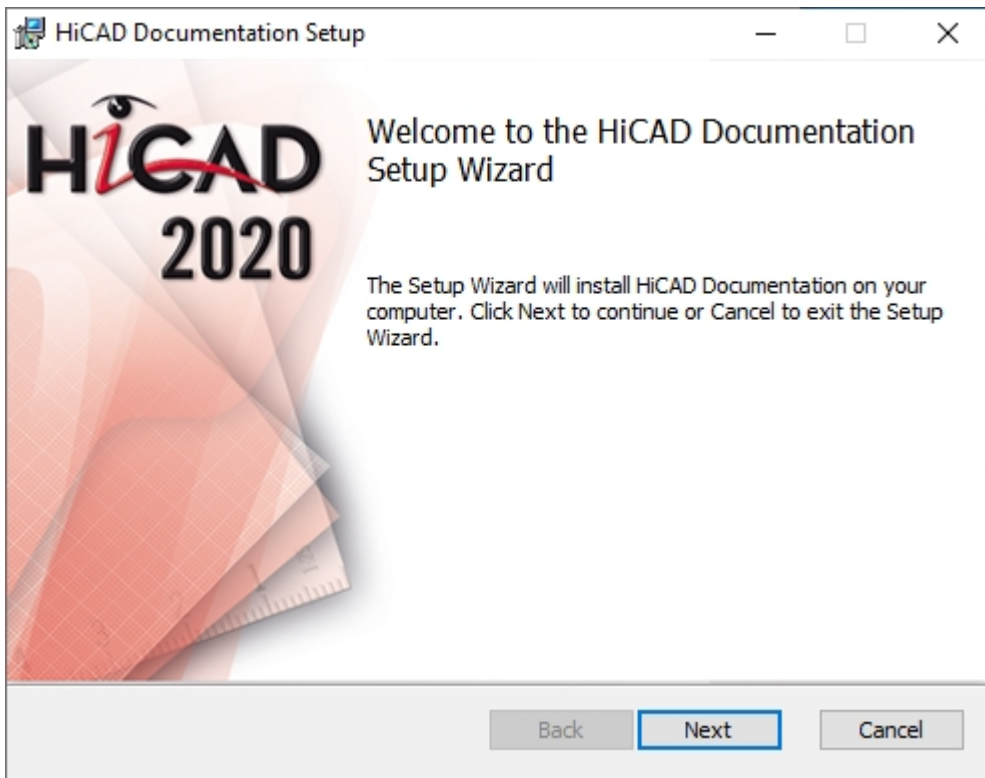 HiCAD Documentation Setup
HiCAD
2020
Welcome to the HiCAD Documentation
Setup Wizard
The Setup Wizard will install HiCAD Documentation on your
computer. Click Next to continue or Cancel to exit the Setup
Wizard.
Back
Next
Cancel